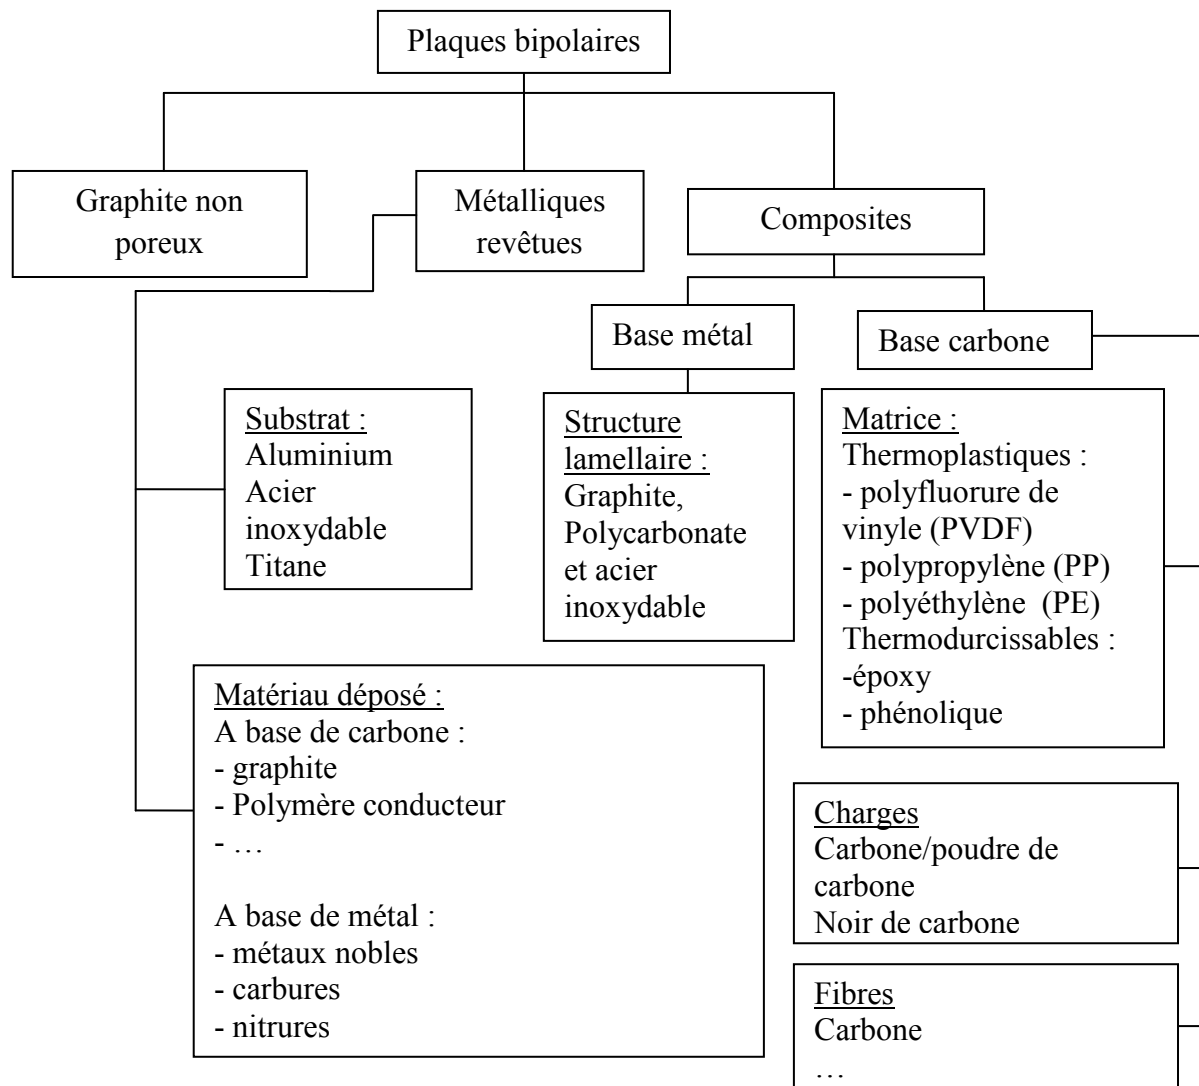 Plaques bipolaires
Graphite non
poreux
Métalliques
revêtues
Composites
Base métal
Base carbone
Substrat :
Aluminium
Acier
inoxydable
Titane
Structure
lamellaire :
Graphite,
Polycarbonate
et acier
inoxydable
Matrice :
Thermoplastiques :
- polyfluorure de
vinyle (PVDF)
- polypropylène (PP)
- polyéthylène (PE)
Thermodurcissables :
-époxy
- phénolique
Matériau déposé :
A base de carbone :
- graphite
- Polymère conducteur
- …
A base de métal :
- métaux nobles
- carbures
- nitrures
Charges
Carbone/poudre de
carbone
Noir de carbone
Fibres
Carbone
…